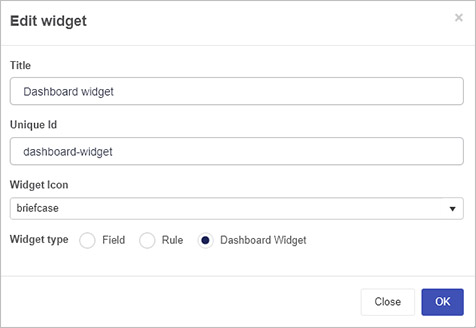 Edit widget ×
Title
Dashboard widget
Unique Id
dashboard-widget
Widget Icon
briefcase
Widget type Field Rule Dashboard Widget
Close OK